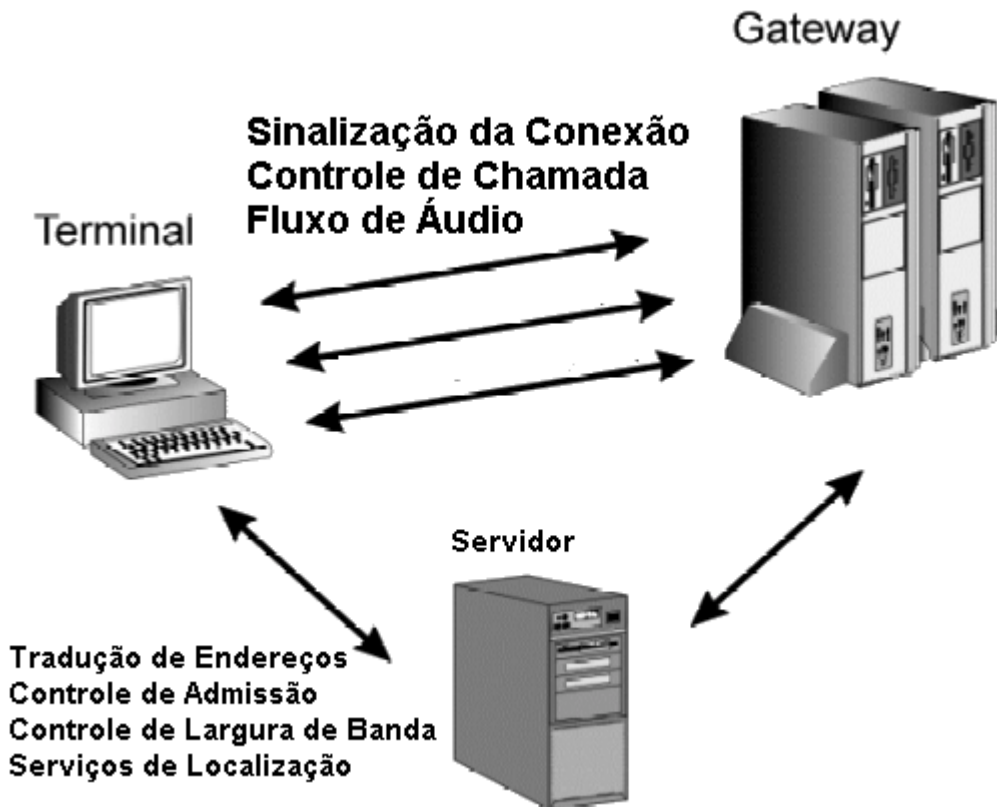 Gateway
Sinalização da Conexão
Controle de Chamada
Fluxo de Áudio
Terminal
Servidor
Tradução de Endereços
Controle de Admissão
Controle de Largura de Banda
Serviços de Localização